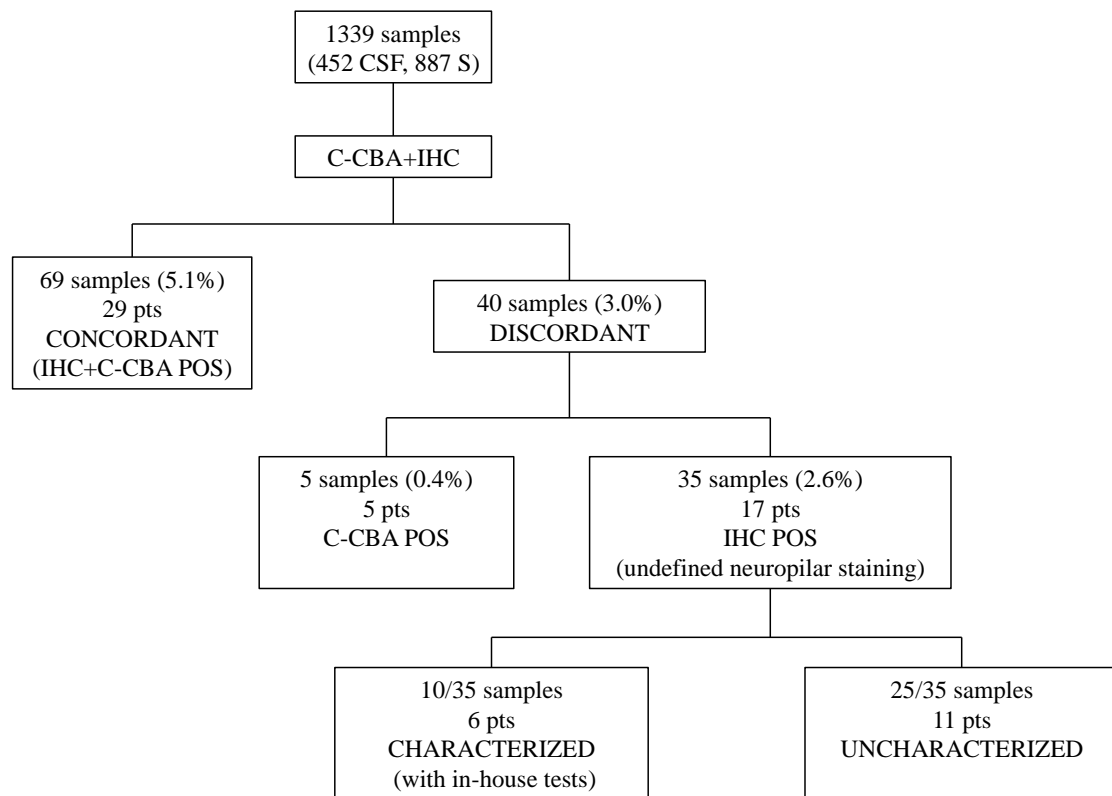 1339 samples
(452 CSF, 887 S)
C-CBA+IHC
69 samples (5.1%)
29 pts
CONCORDANT
(IHC+C-CBA POS)
40 samples (3.0%)
DISCORDANT
5 samples (0.4%)
5 pts
C-CBA POS
35 samples (2.6%)
17 pts
IHC POS
(undefined neuropilar staining)
10/35 samples
6 pts
CHARACTERIZED
(with in-house tests)
25/35 samples
11 pts
UNCHARACTERIZED